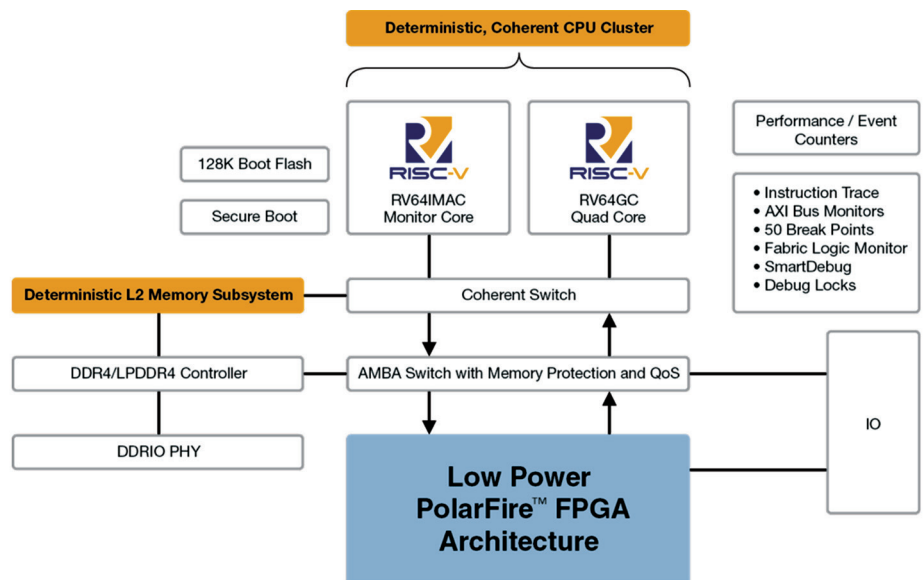 Deterministic, Coherent CPU Cluster
RISC-V
RV64IMAC
Monitor Core
RISC-V
RV64GC
Quad Core
Performance / Event
Counters
128K Boot Flash
Secure Boot
• Instruction Trace
• AXI Bus Monitors
• 50 Break Points
• Fabric Logic Monitor
• SmartDebug
• Debug Locks
Deterministic L2 Memory Subsystem
Coherent Switch
DDR4/LPDDR4 Controller
AMBA Switch with Memory Protection and QoS
IO
DDRIO PHY
Low Power
PolarFire™ FPGA
Architecture